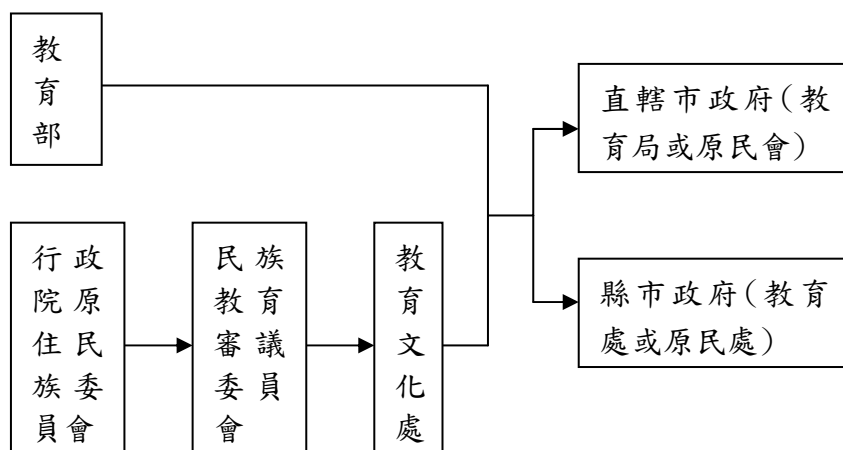 教
育
部
直轄市政府(教
育局或原民會)
行政
院原
住民
族委
員會
民族
教育
審議
委員
會
教
育
文
化
處
縣市政府(教育
處或原民處)